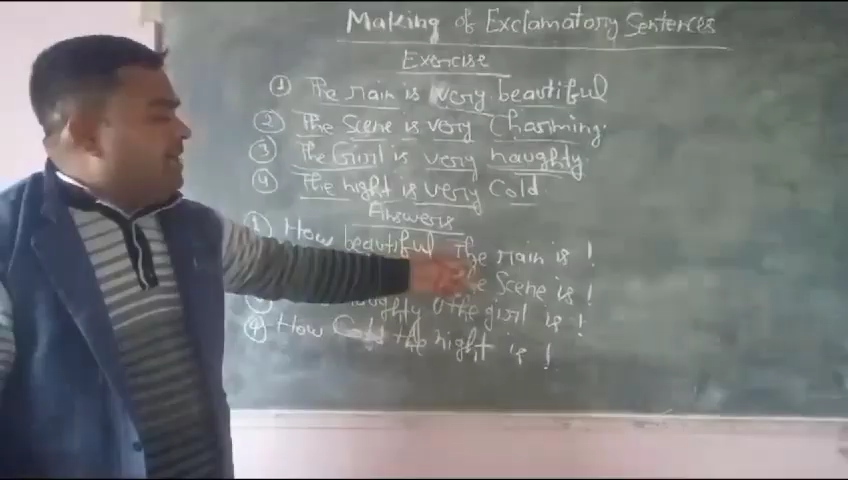 Making of Exclamatory Sentences
Exercise
① The rain is very beautiful
② The Scene is very Charming.
③ The Girl is very naughty.
④ The night is very Cold
Answers
① How beautiful the rain is !
Scene is !
the girl is !
④ How Cold the night is !